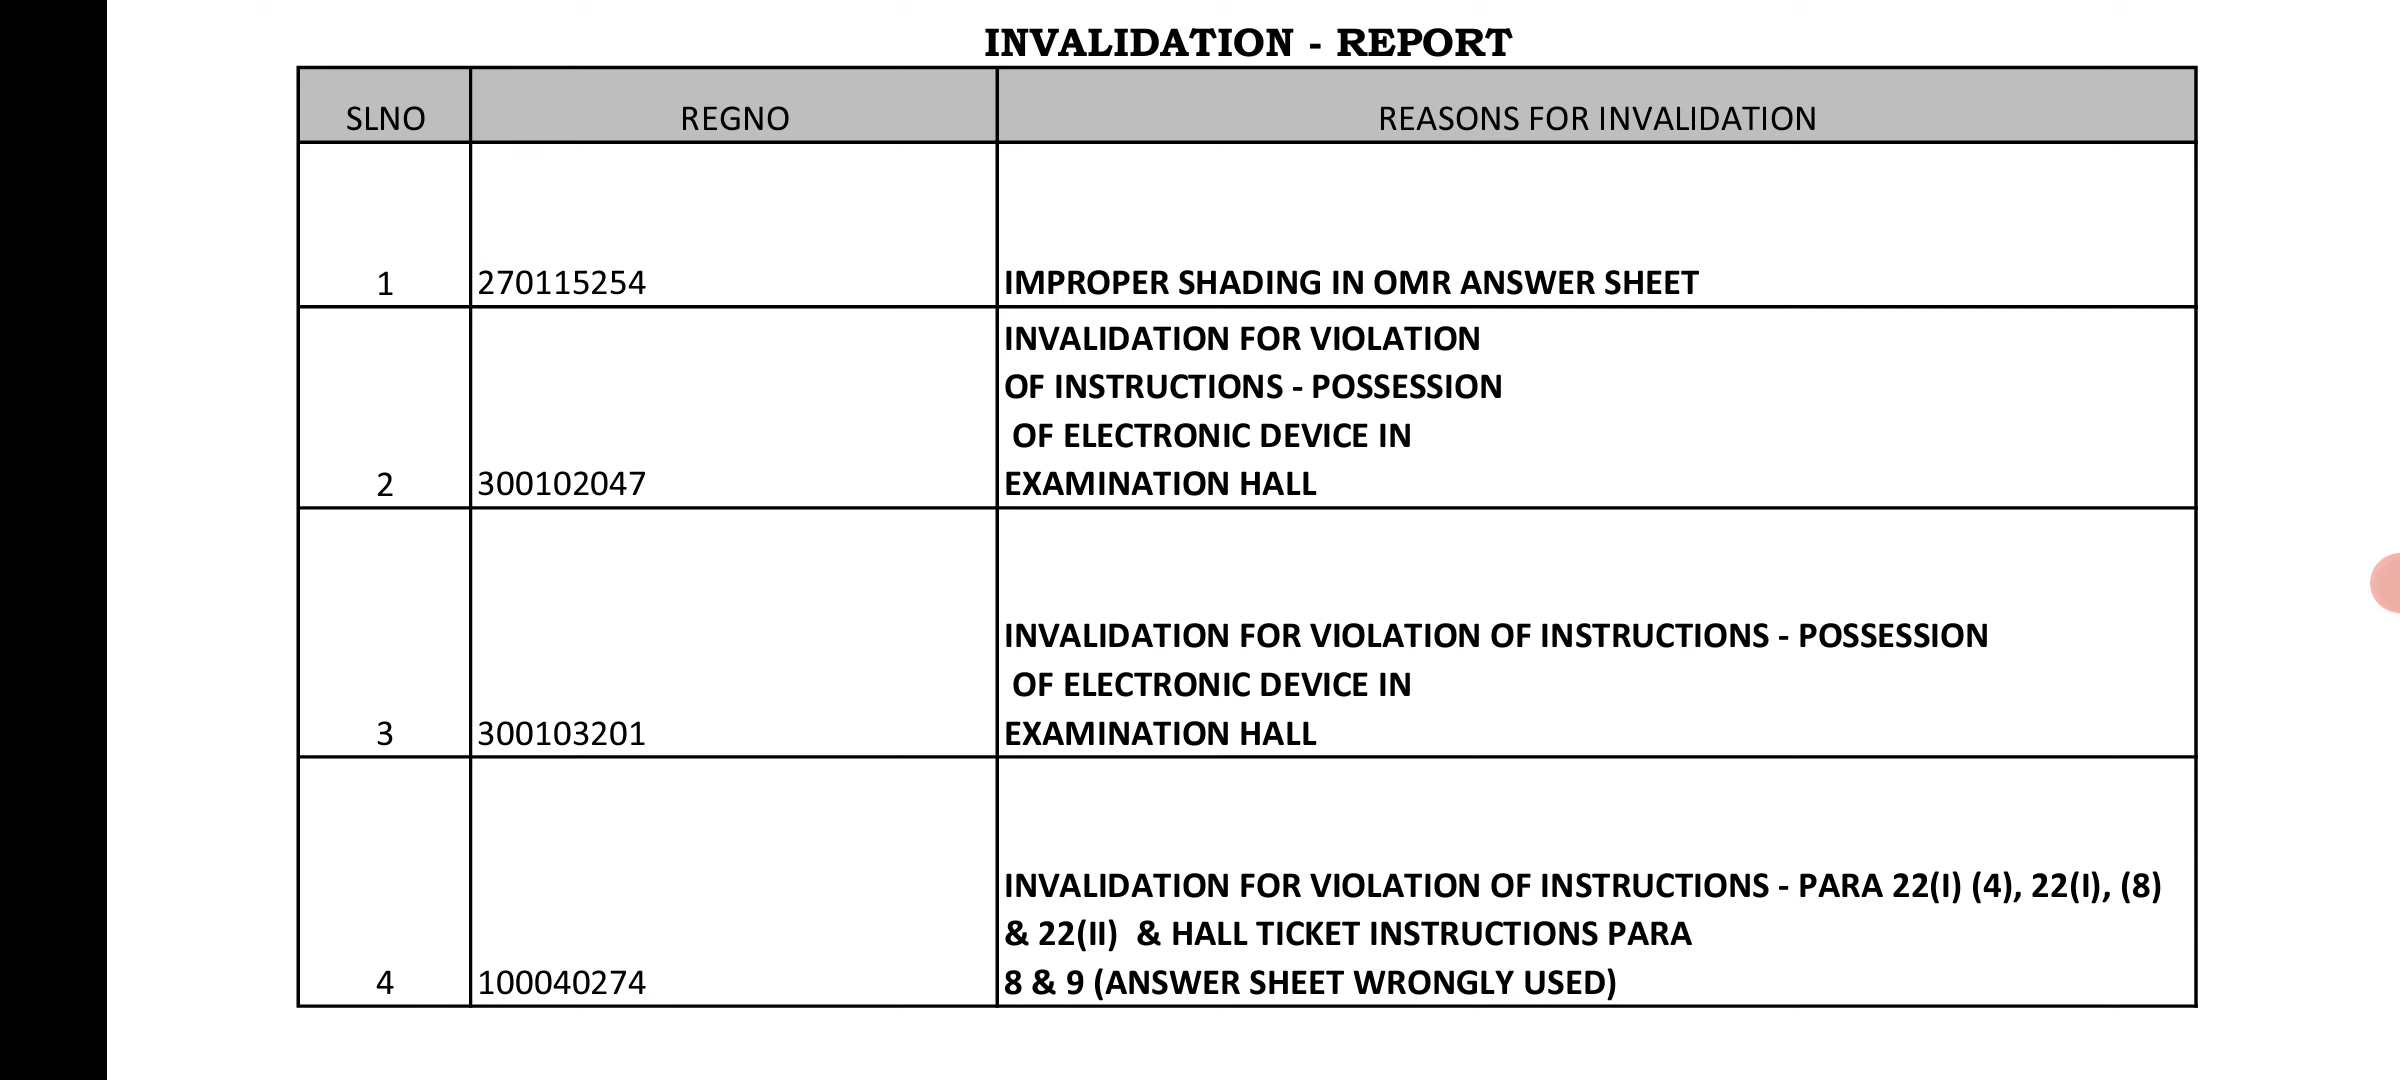 INVALIDATION - REPORT
SLNO REGNO REASONS FOR INVALIDATION
1 270115254 IMPROPER SHADING IN OMR ANSWER SHEET
INVALIDATION FOR VIOLATION
OF INSTRUCTIONS - POSSESSION
OF ELECTRONIC DEVICE IN
2 300102047 EXAMINATION HALL
INVALIDATION FOR VIOLATION OF INSTRUCTIONS - POSSESSION
OF ELECTRONIC DEVICE IN
3 300103201 EXAMINATION HALL
INVALIDATION FOR VIOLATION OF INSTRUCTIONS - PARA 22(I) (4), 22(I), (8)
& 22(II) & HALL TICKET INSTRUCTIONS PARA
4 100040274 8 & 9 (ANSWER SHEET WRONGLY USED)